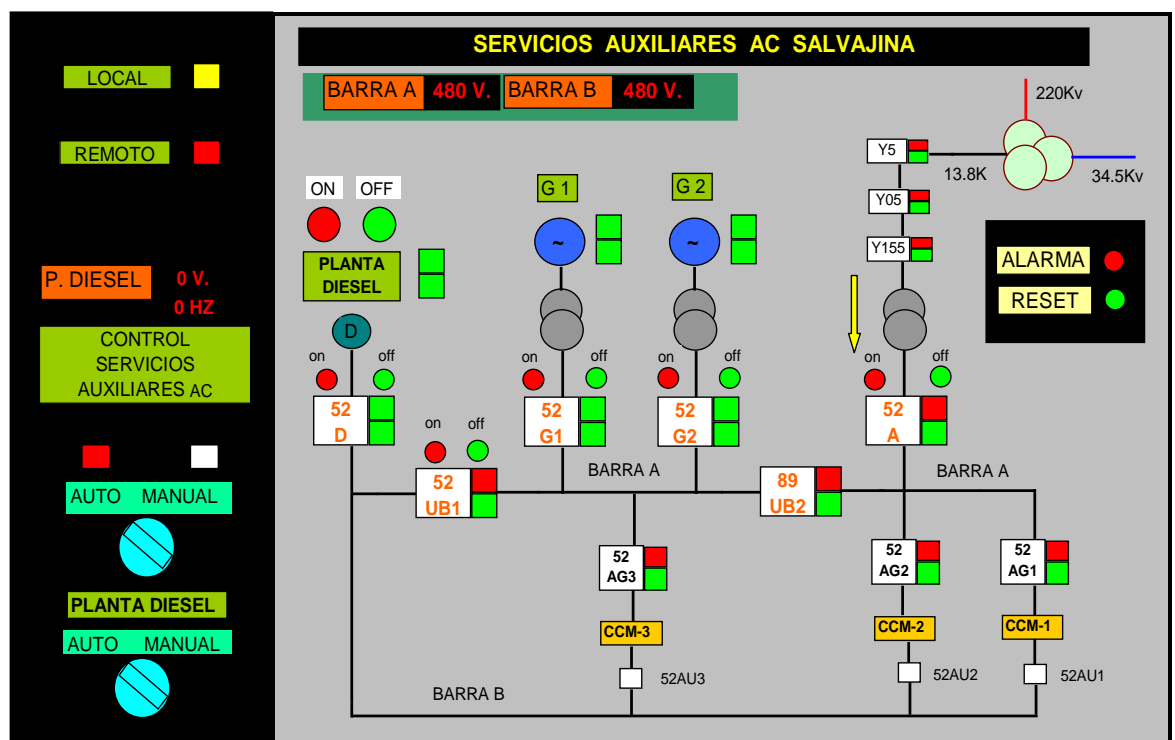 SERVICIOS AUXILIARES AC SALVAJINA
BARRA A 480 V. BARRA B 480 V.
LOCAL
REMOTO
P. DIESEL 0 V.
0 HZ
CONTROL
SERVICIOS
AUXILIARES AC
AUTO MANUAL
PLANTA DIESEL
AUTO MANUAL
ON OFF
PLANTA
DIESEL
D
on off
52
D
on off
52
UB1
G 1
~
on off
52
G1
G 2
~
on off
52
G2
BARRA A
89
UB2
220Kv
Y5
13.8K
34.5Kv
Y05
Y155
on off
52
A
BARRA A
ALARMA
RESET
52
AG3
52
AG2
52
AG1
CCM-3
CCM-2
CCM-1
52AU3
52AU2
52AU1
BARRA B